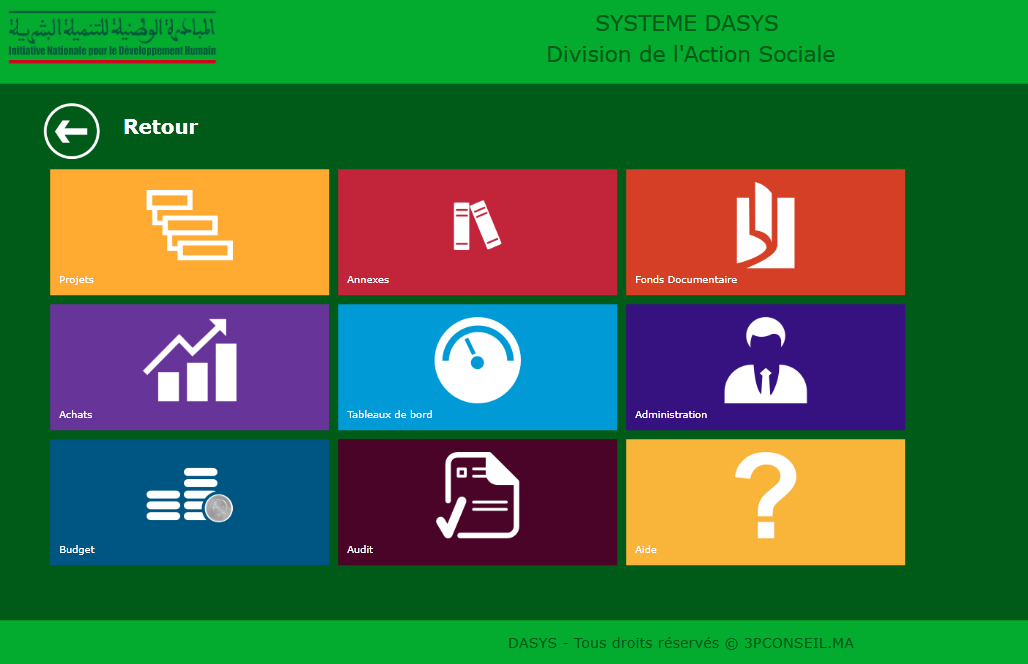 المبادرة الوطنية للتنمية البشرية
Initiative Nationale pour le Développement Humain
SYSTEME DASYS
Division de l'Action Sociale
Retour
Projets
Annexes
Fonds Documentaire
Achats
Tableaux de bord
Administration
Budget
Audit
Aide
DASYS - Tous droits réservés © 3PCONSEIL.MA